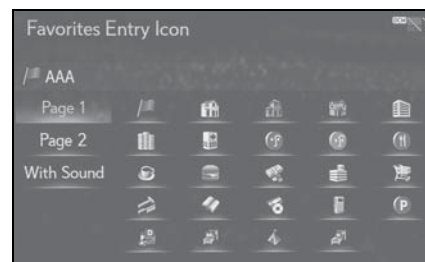 Favorites Entry Icon
AAA
Page 1
Page 2
With Sound
P